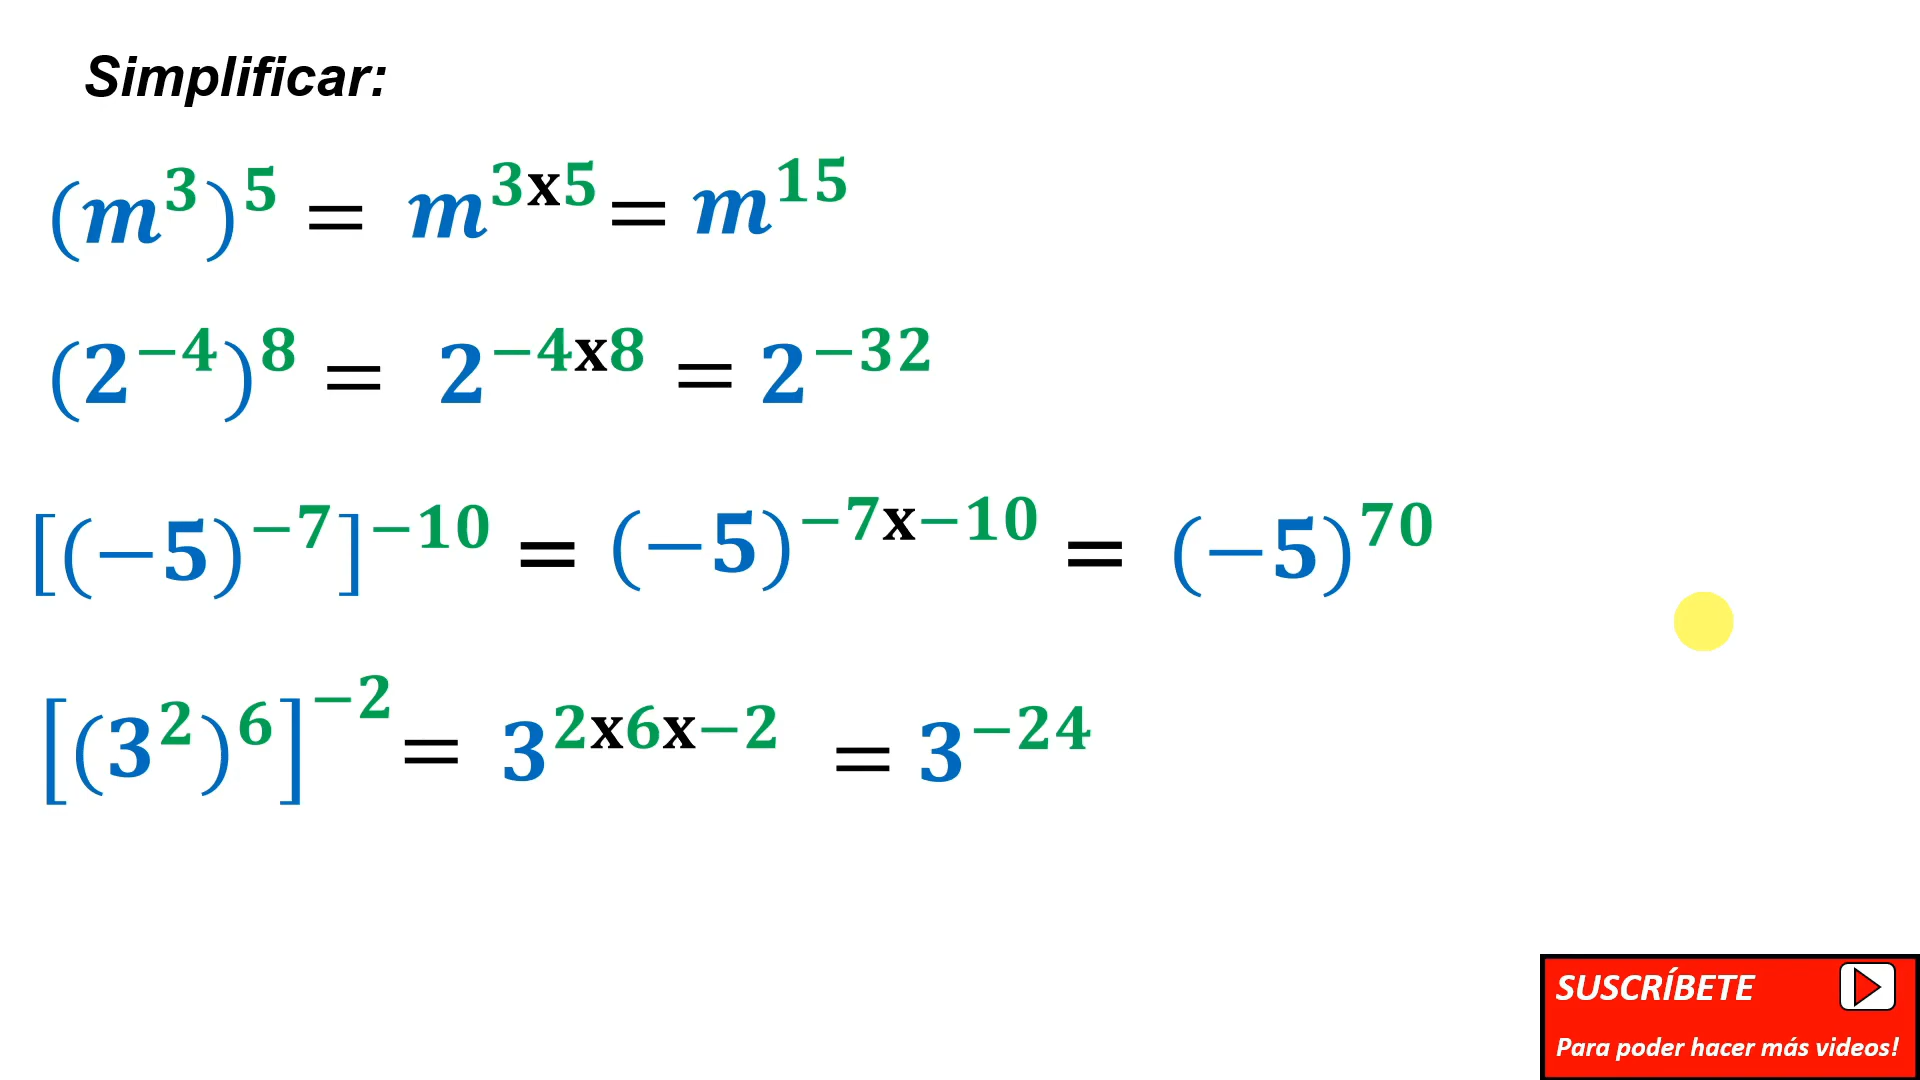 Simplificar:
(m³)⁵ = m³ˣ⁵ = m¹⁵
(2⁻⁴)⁸ = 2⁻⁴ˣ⁸ = 2⁻³²
[(−5)⁻⁷]⁻¹⁰ = (−5)⁻⁷ˣ⁻¹⁰ = (−5)⁷⁰
[(3²)⁶]⁻² = 3²ˣ⁶ˣ⁻² = 3⁻²⁴
SUSCRÍBETE
Para poder hacer más videos!